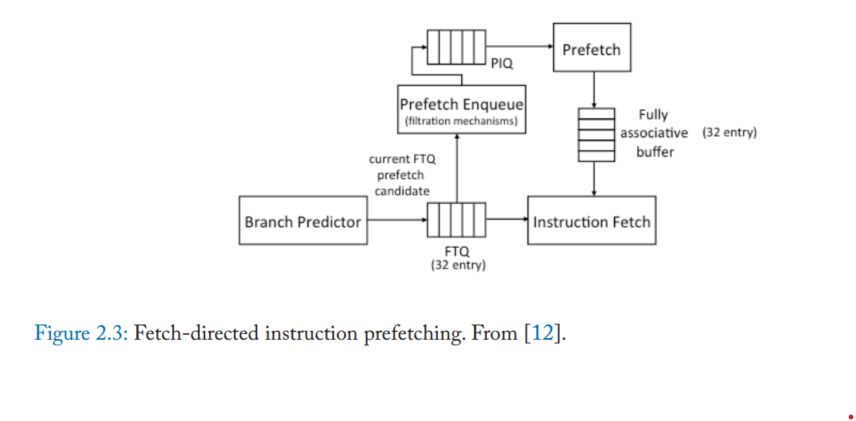 PIQ
Prefetch
Prefetch Enqueue
(filtration mechanisms)
Fully
associative (32 entry)
buffer
current FTQ
prefetch
candidate
Branch Predictor
Instruction Fetch
FTQ
(32 entry)
Figure 2.3: Fetch-directed instruction prefetching. From [12].